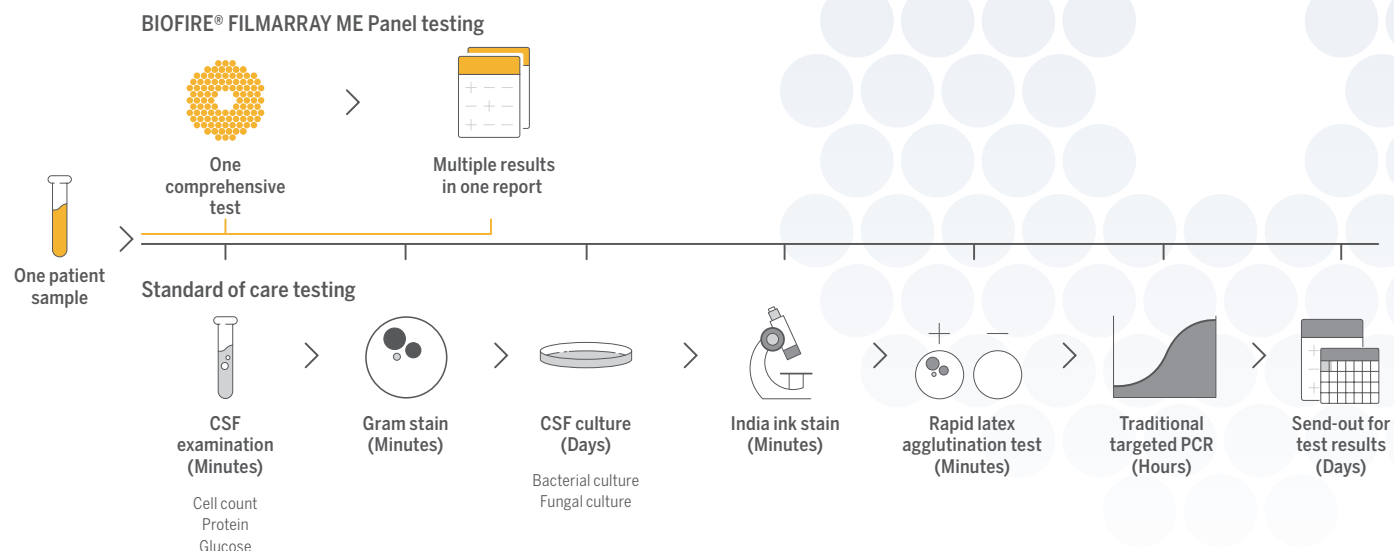 BIOFIRE® FILMARRAY ME Panel testing
One
comprehensive
test
Multiple results
in one report
One patient
sample
Standard of care testing
CSF
examination
(Minutes)
Cell count
Protein
Glucose
Gram stain
(Minutes)
CSF culture
(Days)
Bacterial culture
Fungal culture
India ink stain
(Minutes)
Rapid latex
agglutination test
(Minutes)
Traditional
targeted PCR
(Hours)
Send-out for
test results
(Days)